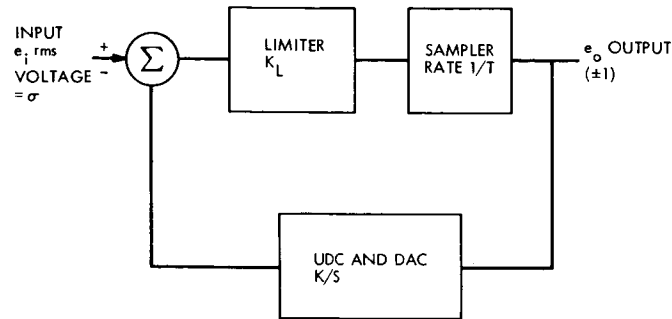 INPUT
e_i rms
VOLTAGE
= σ
+
−
Σ
LIMITER
K_L
SAMPLER
RATE 1/T
e_o OUTPUT
(±1)
UDC AND DAC
K/S